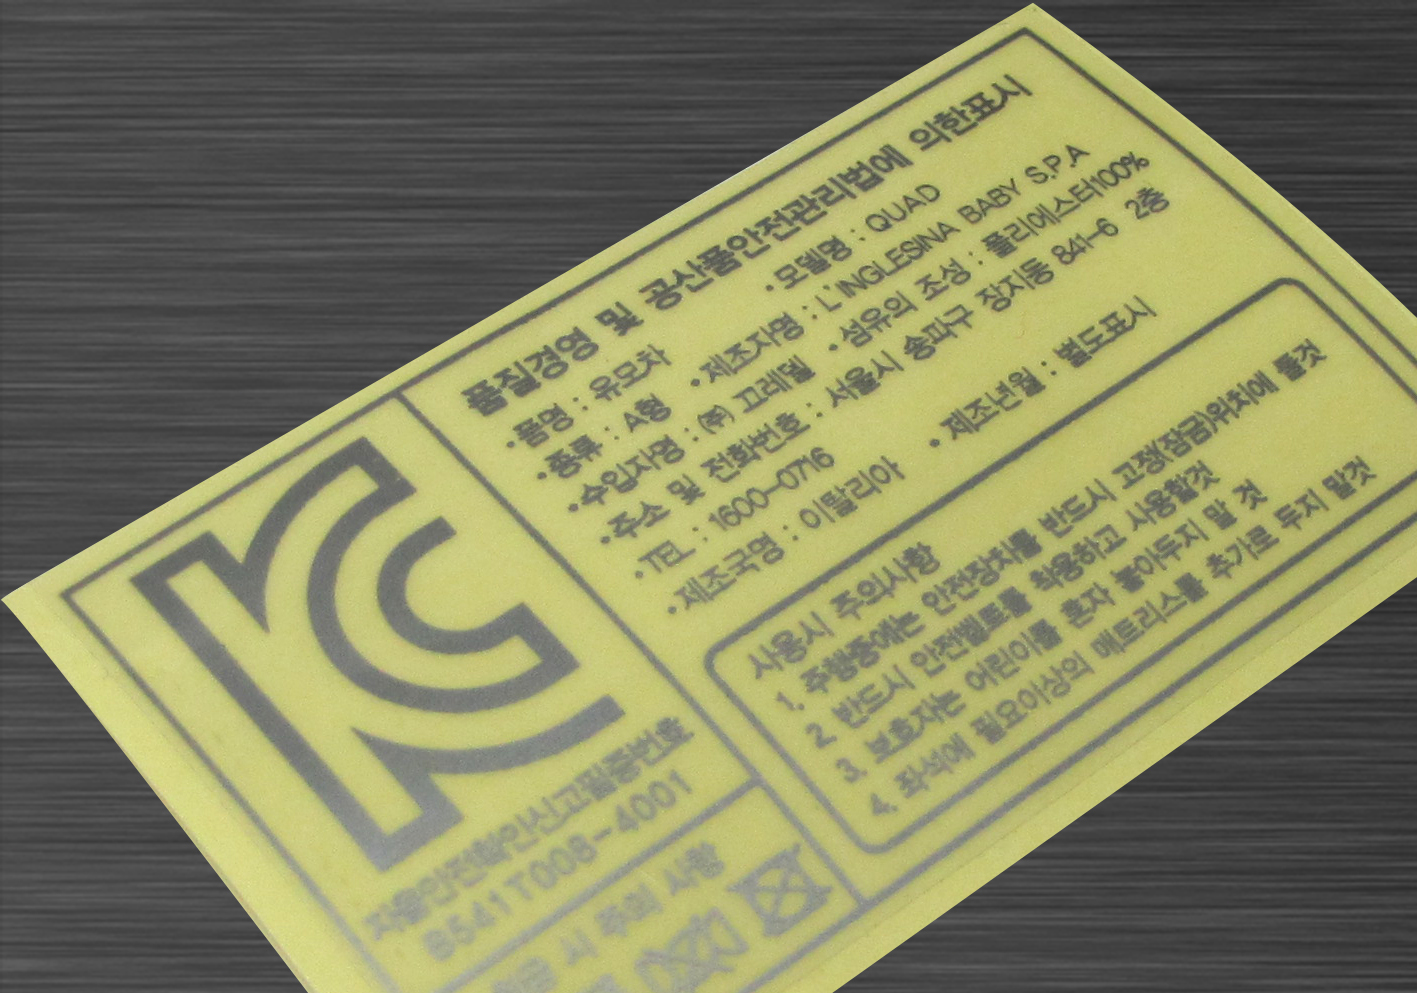 품질경영 및 공산품안전관리법에 의한표시
•품명 : 유모차 •모델명 : QUAD
•종류 : A형 •제조자명 : L'INGLESINA BABY S.P.A
•수입자명 : (주) 끄레델 •섬유의 조성 : 폴리에스터100%
•주소 및 전화번호 : 서울시 송파구 장지동 841-6 2층
•TEL : 1600-0716
•제조국명 : 이탈리아 •제조년월 : 별도표시
사용시 주의사항
1. 주행중에는 안전장치를 반드시 고정(잠금)위치에 둘것
2. 반드시 안전벨트를 착용하고 사용할것
3. 보호자는 어린이를 혼자 놓아두지 말 것
4. 좌석에 필요이상의 매트리스를 추가로 두지 말것
KC
자율안전확인신고필증번호
B541T008-4001
시 주의 사항